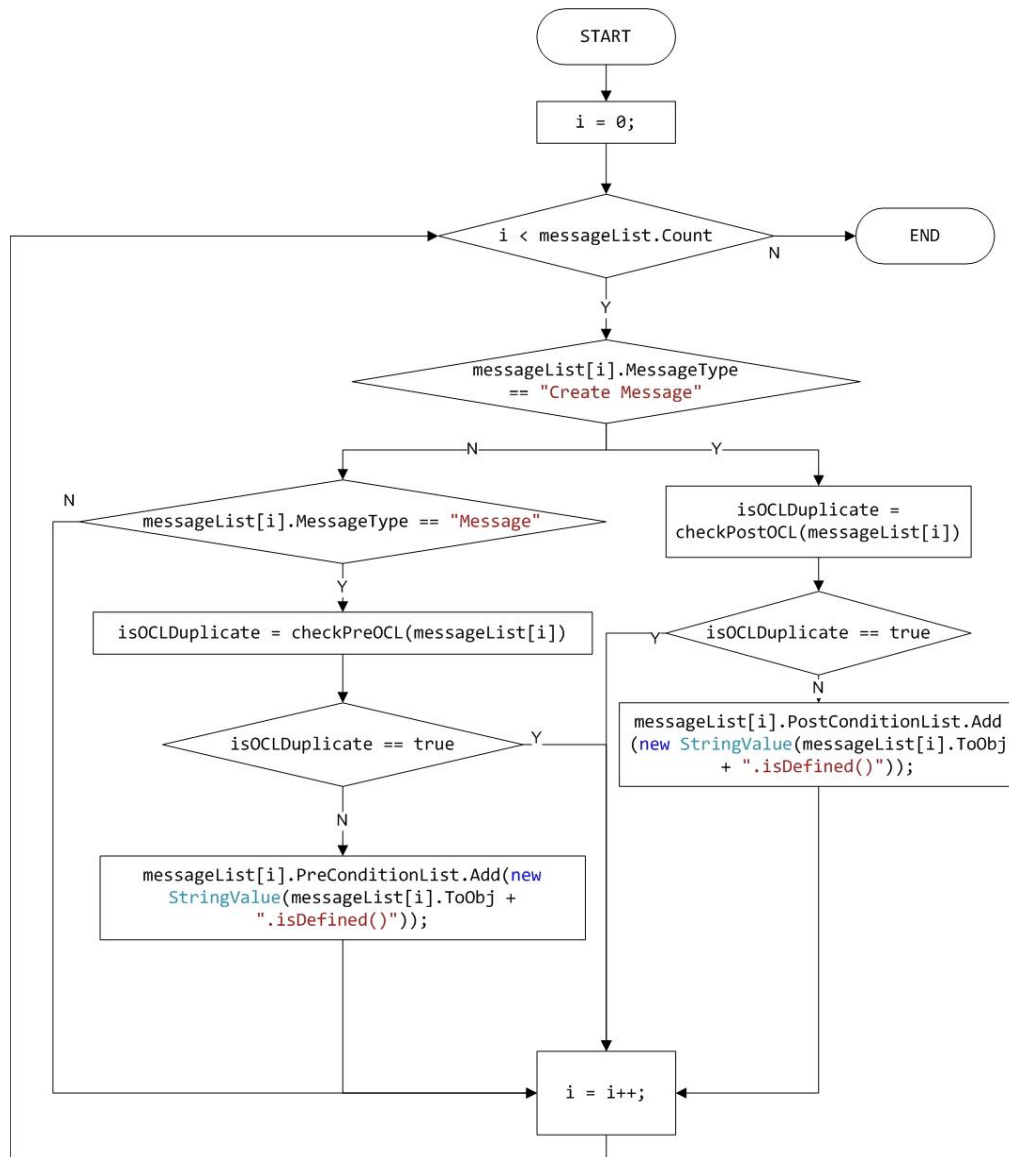 START
i = 0;
i < messageList.Count
N
END
Y
messageList[i].MessageType
== "Create Message"
N
Y
N
messageList[i].MessageType == "Message"
isOCLDuplicate =
checkPostOCL(messageList[i])
Y
isOCLDuplicate = checkPreOCL(messageList[i])
isOCLDuplicate == true
Y
N
isOCLDuplicate == true
Y
messageList[i].PostConditionList.Add
(new StringValue(messageList[i].ToObj
+ ".isDefined()"));
N
messageList[i].PreConditionList.Add(new
StringValue(messageList[i].ToObj +
".isDefined()"));
i = i++;